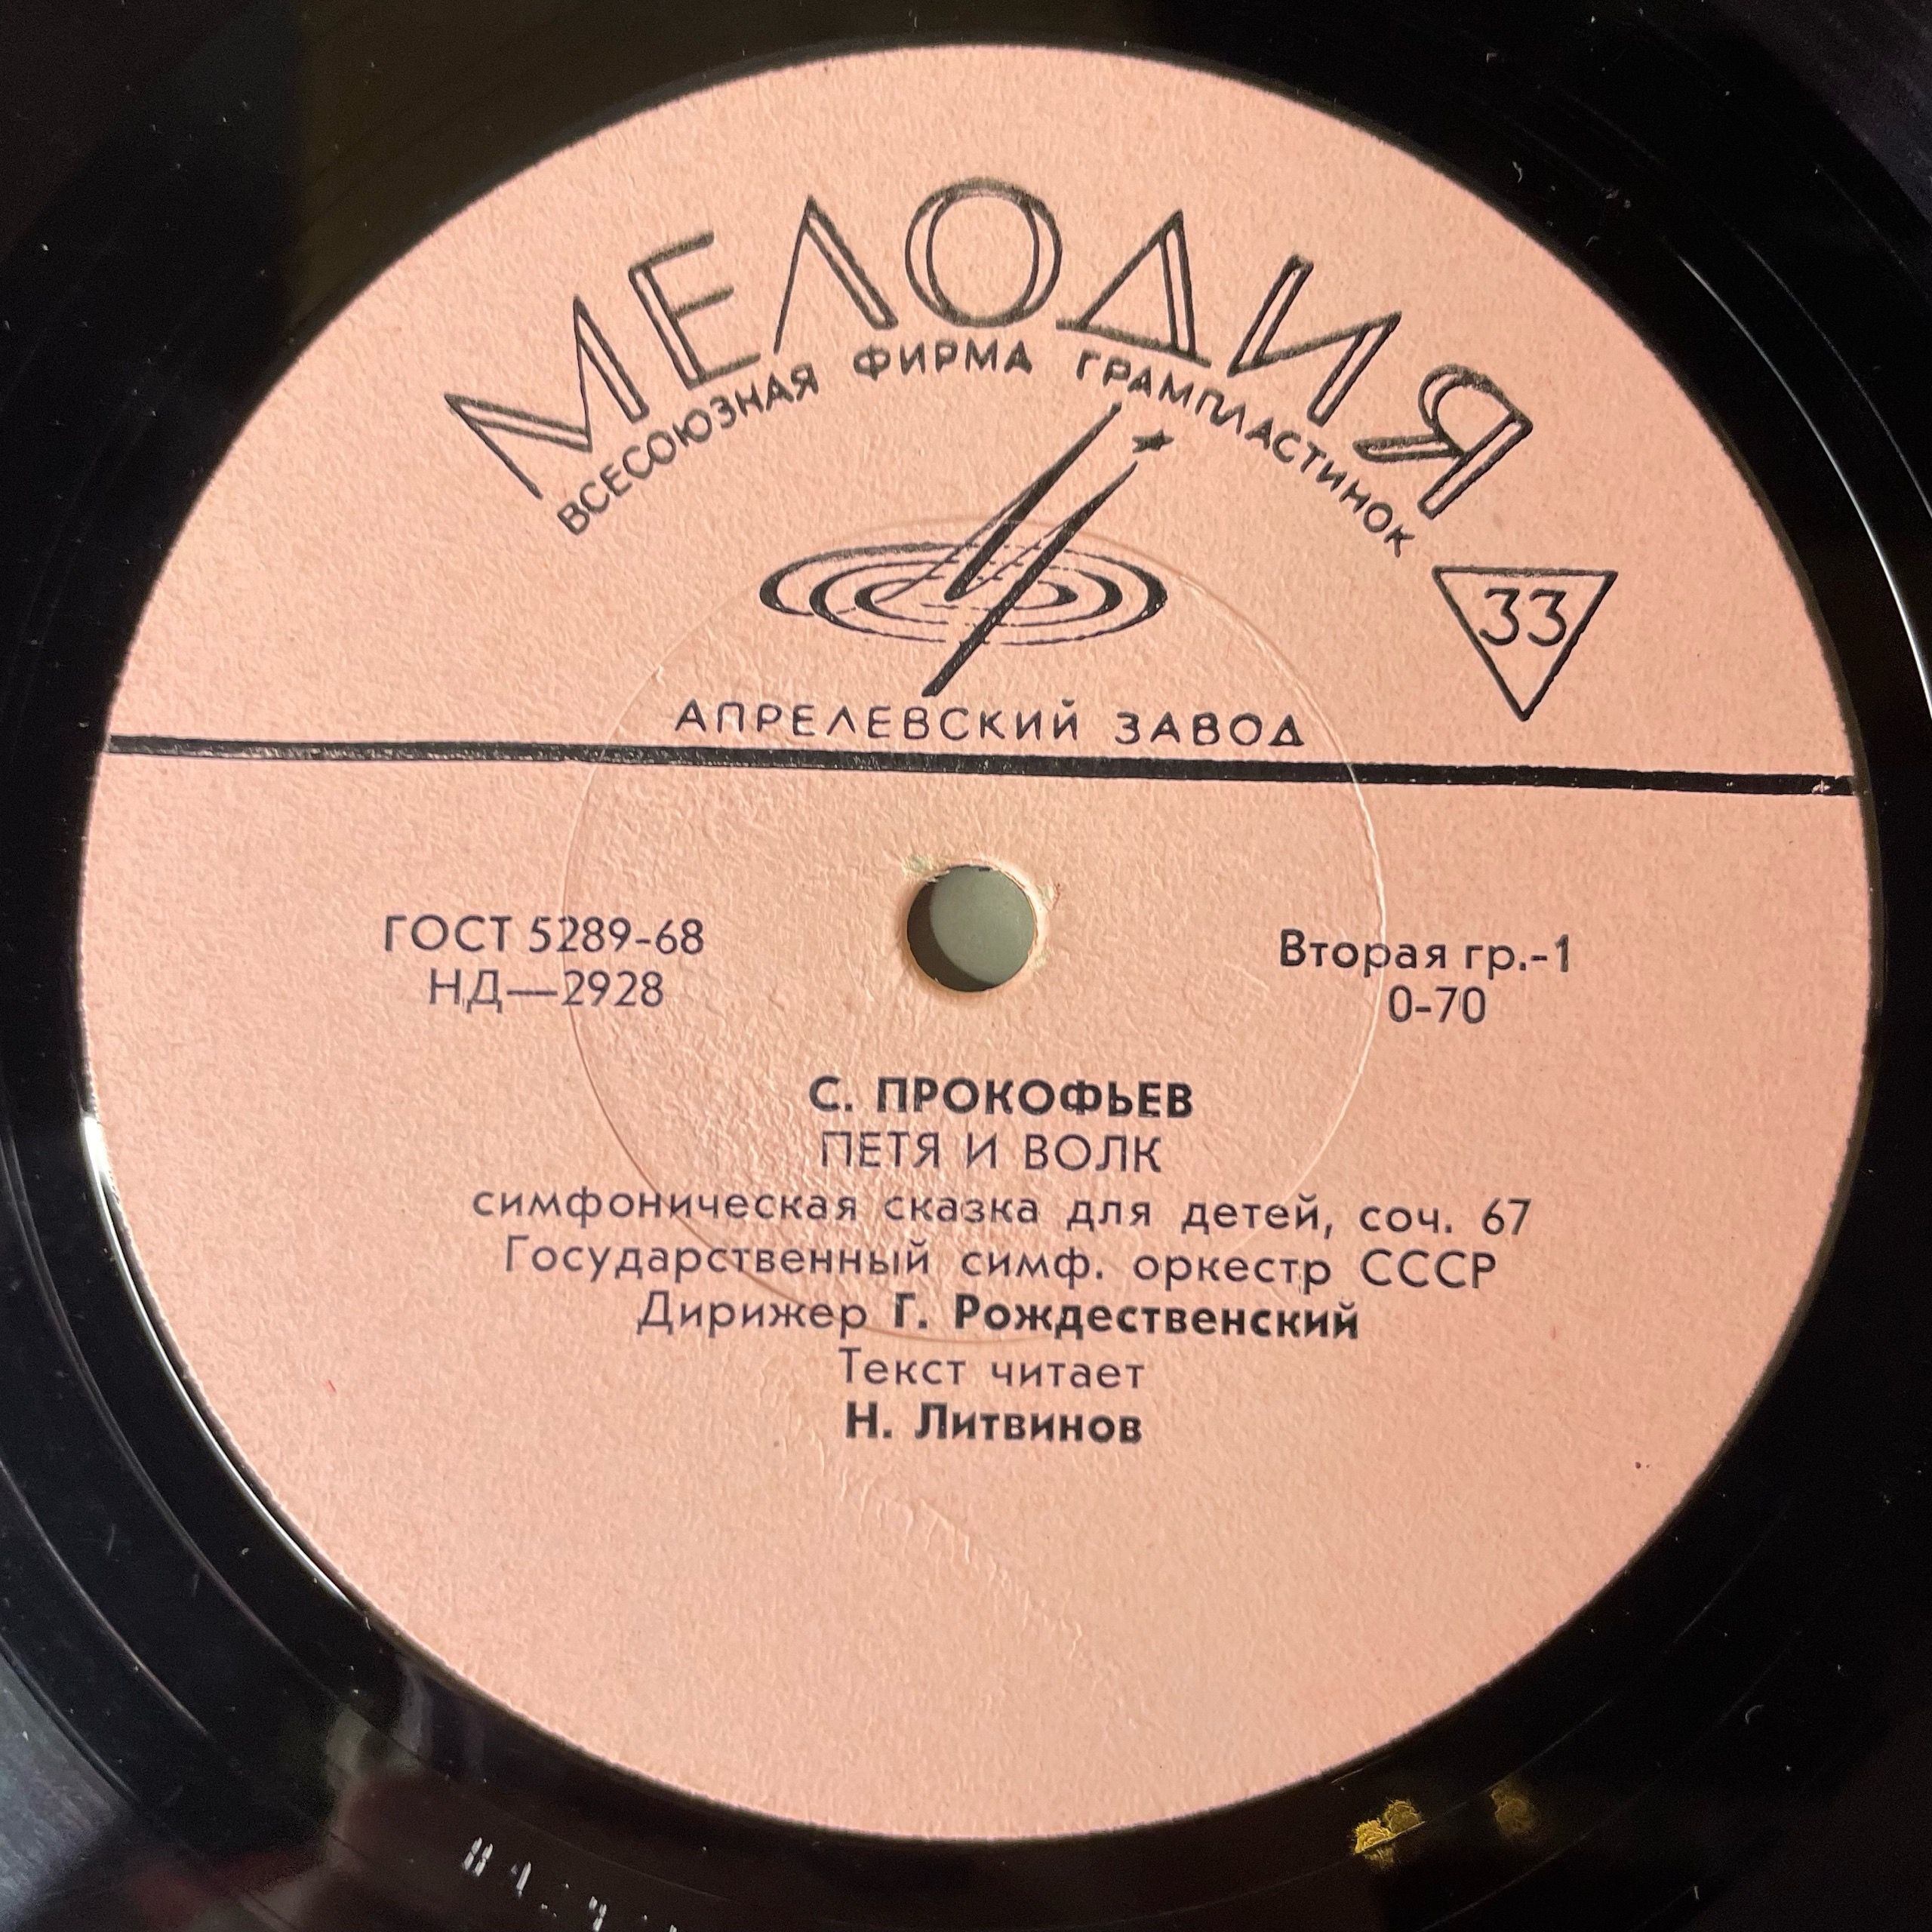 МЕЛОДИЯ
ВСЕСОЮЗНАЯ ФИРМА ГРАМПЛАСТИНОК
33
АПРЕЛЕВСКИЙ ЗАВОД
ГОСТ 5289-68
НД—2928
Вторая гр.-1
0-70
С. ПРОКОФЬЕВ
ПЕТЯ И ВОЛК
симфоническая сказка для детей, соч. 67
Государственный симф. оркестр СССР
Дирижер Г. Рождественский
Текст читает
Н. Литвинов